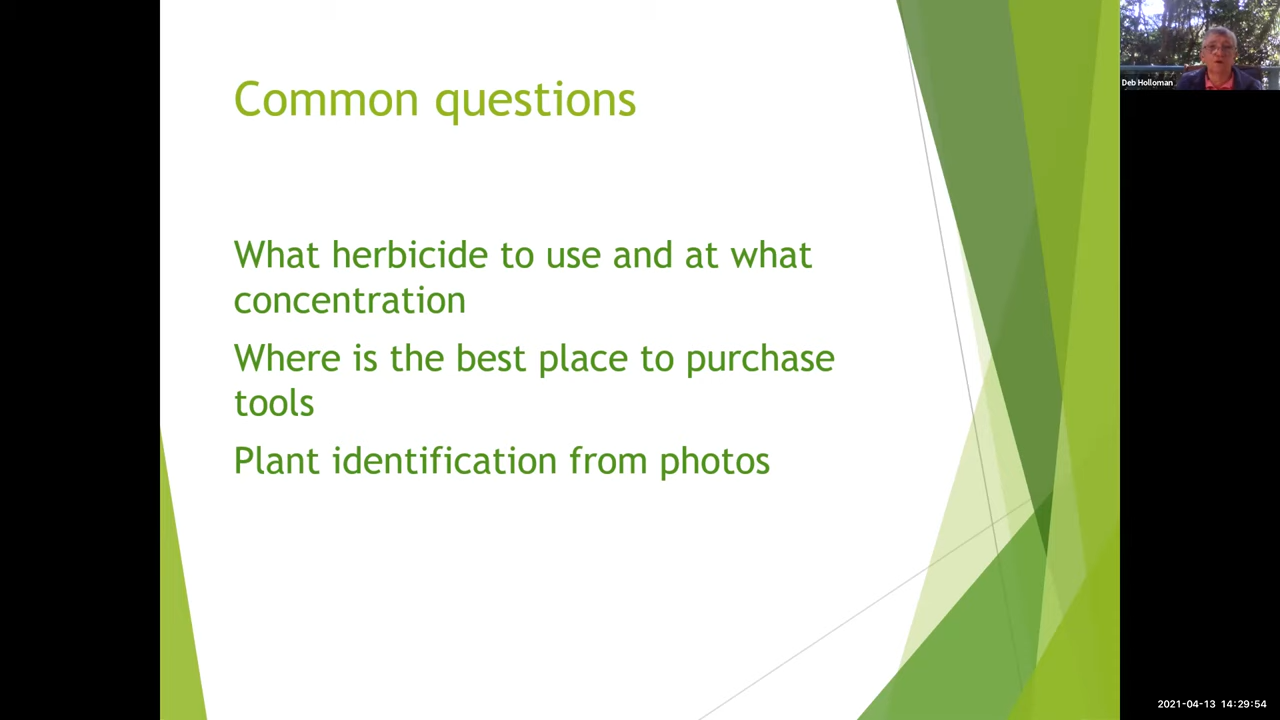 Common questions
What herbicide to use and at what
concentration
Where is the best place to purchase
tools
Plant identification from photos
Deb Holloman
2021-04-13 14:29:54